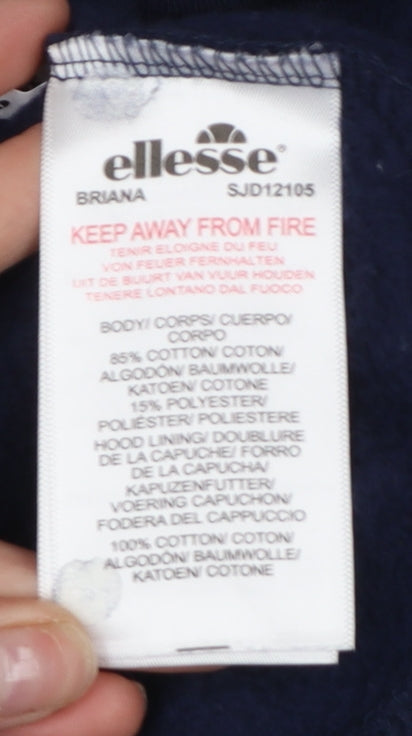 ellesse®
BRIANA SJD12105
KEEP AWAY FROM FIRE
TENIR ELOIGNE DU FEU
VON FEUER FERNHALTEN
UIT DE BUURT VAN VUUR HOUDEN
TENERE LONTANO DAL FUOCO
BODY/ CORPS/ CUERPO/
CORPO
85% COTTON/ COTON/
ALGODÓN/ BAUMWOLLE/
KATOEN/ COTONE
15% POLYESTER/
POLIÉSTER/ POLIESTERE
HOOD LINING/ DOUBLURE
DE LA CAPUCHE/ FORRO
DE LA CAPUCHA/
KAPUZENFUTTER/
VOERING CAPUCHON/
FODERA DEL CAPPUCCIO
100% COTTON/ COTON/
ALGODÓN/ BAUMWOLLE/
KATOEN/ COTONE